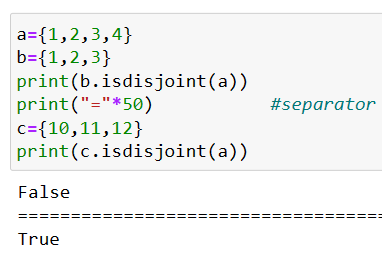 a={1,2,3,4}
b={1,2,3}
print(b.isdisjoint(a))
print("="*50)           #separator
c={10,11,12}
print(c.isdisjoint(a))
False
===================================
True